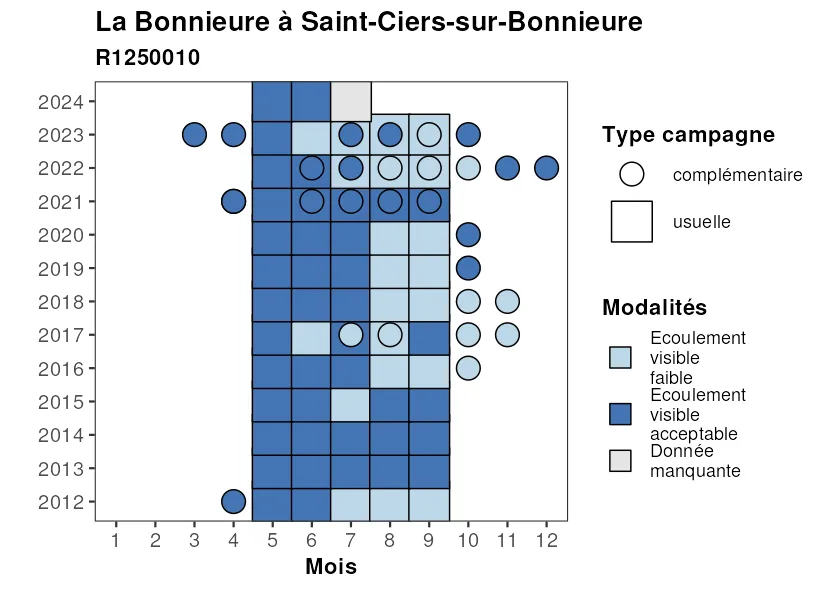 La Bonnieure à Saint-Ciers-sur-Bonnieure
R1250010
2024
2023
2022
2021
2020
2019
2018
2017
2016
2015
2014
2013
2012
1 2 3 4 5 6 7 8 9 10 11 12
Mois
Type campagne
complémentaire
usuelle
Modalités
Ecoulement
visible
faible
Ecoulement
visible
acceptable
Donnée
manquante